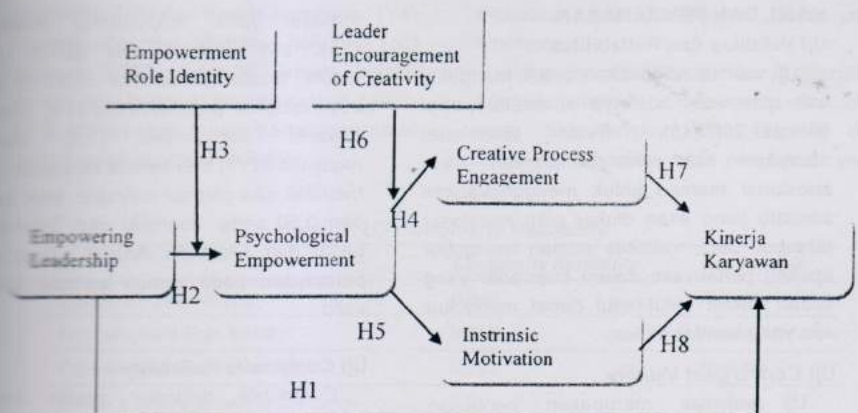 Empowerment
Role Identity
Leader
Encouragement
of Creativity
H3
H6
Creative Process
Engagement
H7
H4
Empowering
Leadership
Psychological
Empowerment
Kinerja
Karyawan
H2
H5
Instrinsic
Motivation
H8
H1